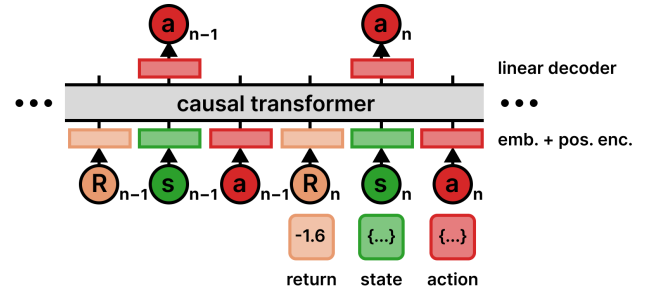 a n−1 a n
linear decoder
••• causal transformer •••
emb. + pos. enc.
R n−1 s n−1 a n−1 R n s n a n
-1.6 {...} {...}
return state action